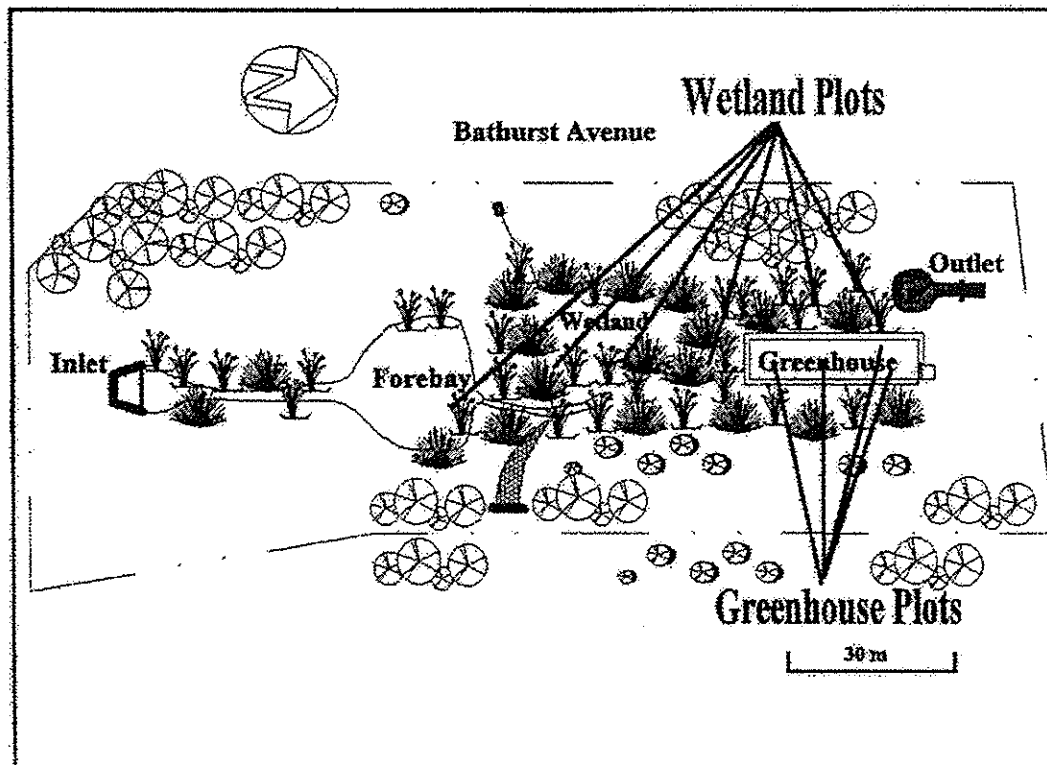 N
Wetland Plots
Bathurst Avenue
Outlet
Wetland
Inlet
Forebay
Greenhouse
Greenhouse Plots
30 m